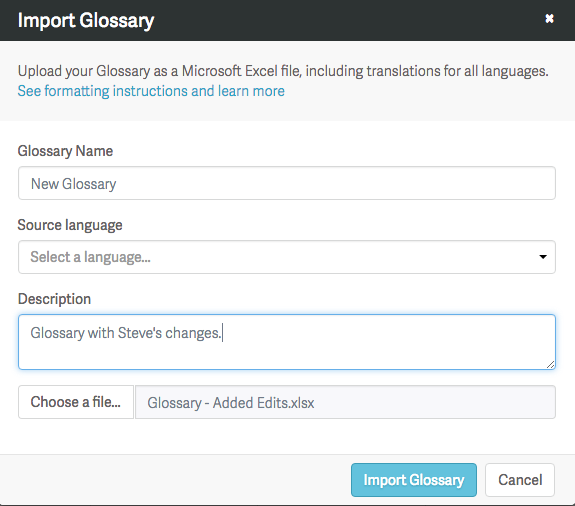 Import Glossary
Upload your Glossary as a Microsoft Excel file, including translations for all languages.
See formatting instructions and learn more
Glossary Name
New Glossary
Source language
Select a language...
Description
Glossary with Steve's changes.
Choose a file... Glossary - Added Edits.xlsx
Import Glossary Cancel